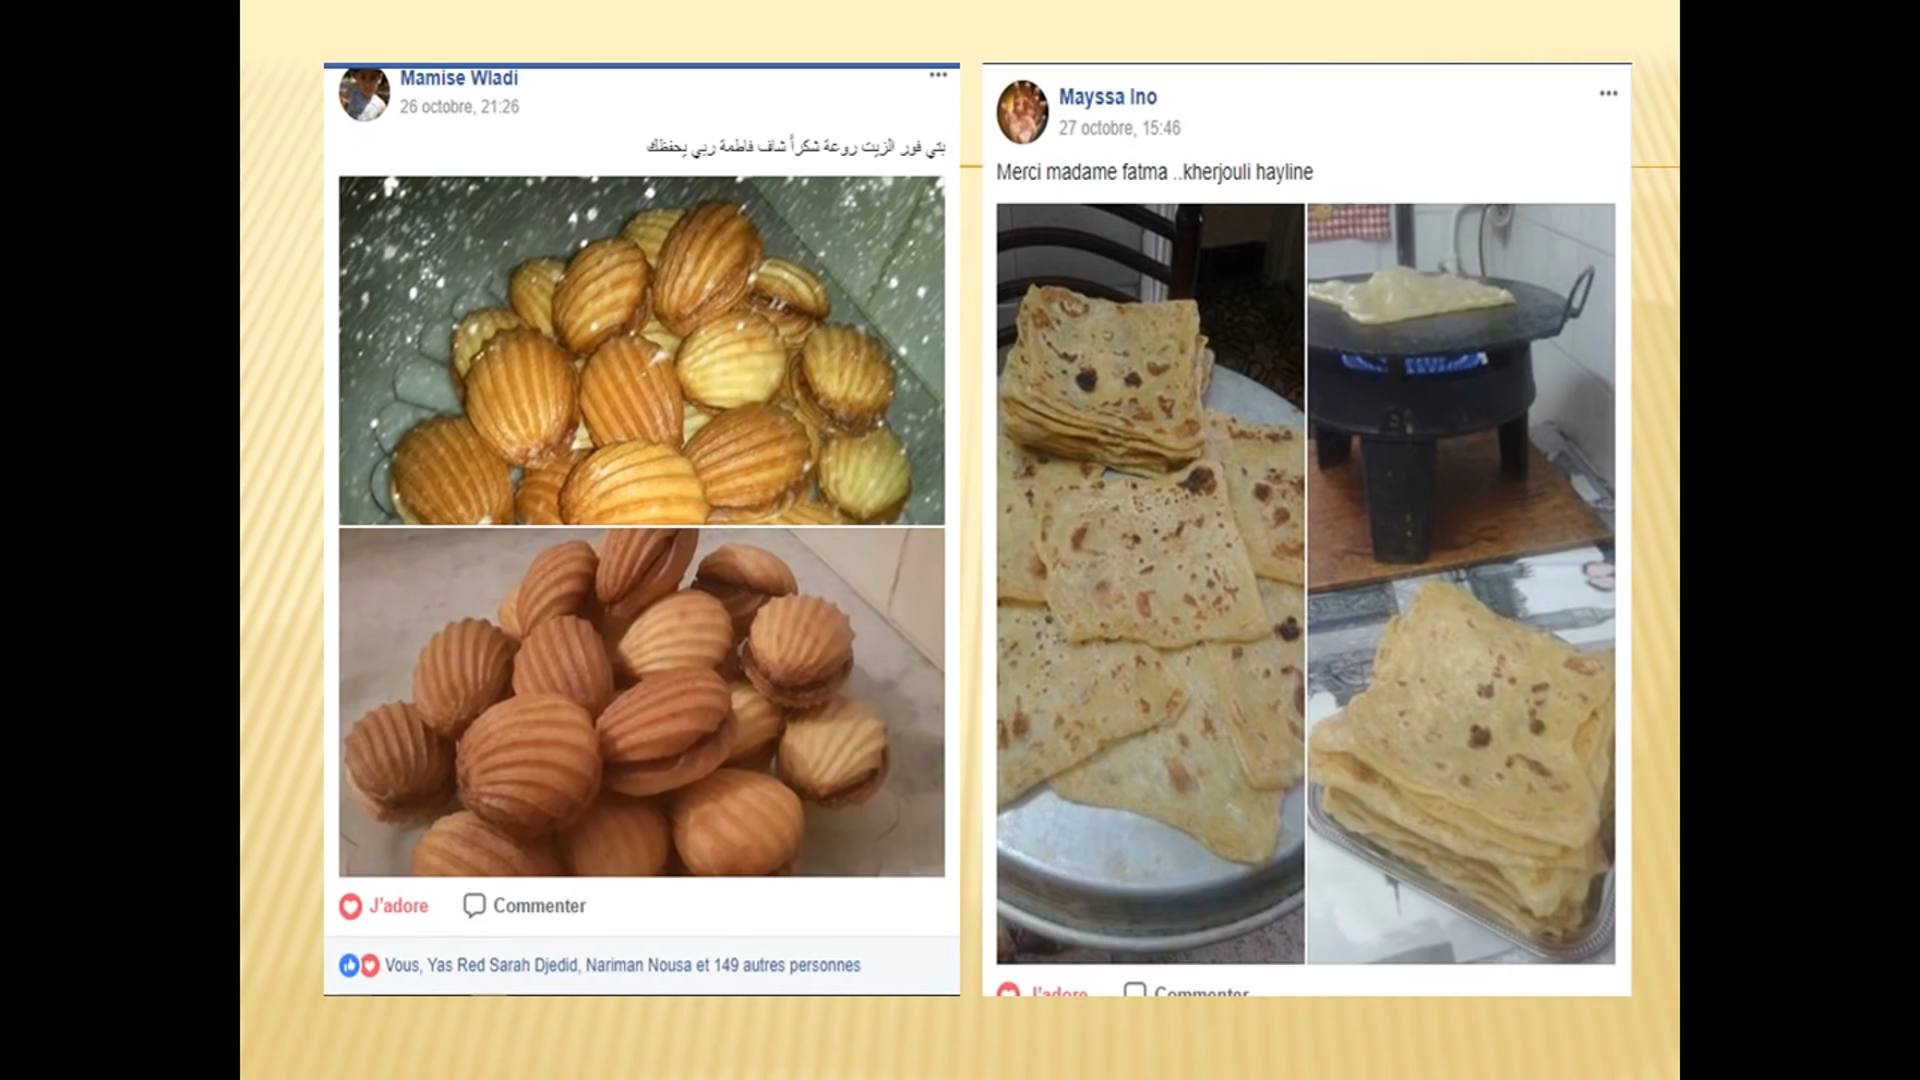 Mamise Wladi
26 octobre, 21:26
بتي فور الزيت روعة شكراً شاف فاطمة ربي يحفظك
J'adore Commenter
Vous, Yas Red Sarah Djedid, Nariman Nousa et 149 autres personnes
Mayssa Ino
27 octobre, 15:46
Merci madame fatma ..kherjouli hayline
J'adore Commenter